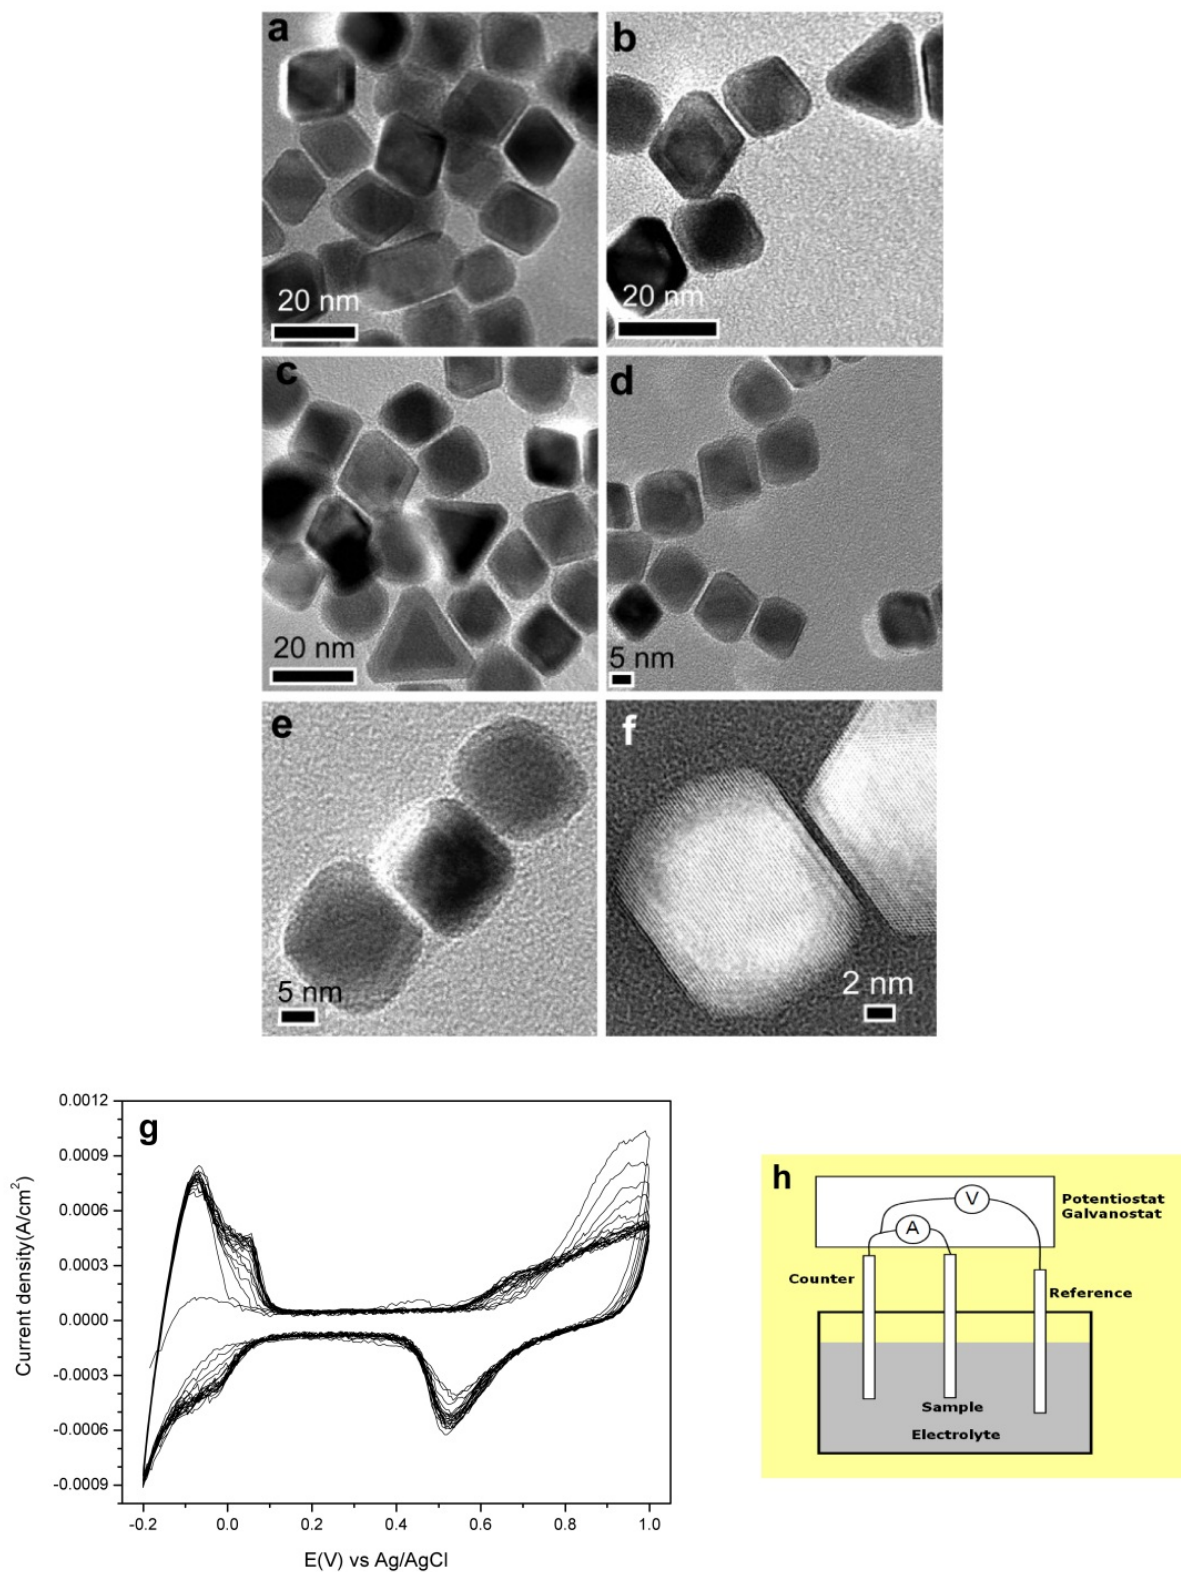 a
b
20 nm
20 nm
c
d
20 nm
5 nm
e
f
5 nm
2 nm
g
0.0012
0.0009
0.0006
0.0003
0.0000
-0.0003
-0.0006
-0.0009
Current density(A/cm2)
-0.2 0.0 0.2 0.4 0.6 0.8 1.0
E(V) vs Ag/AgCl
h
V
A
Potentiostat
Galvanostat
Counter
Reference
Sample
Electrolyte